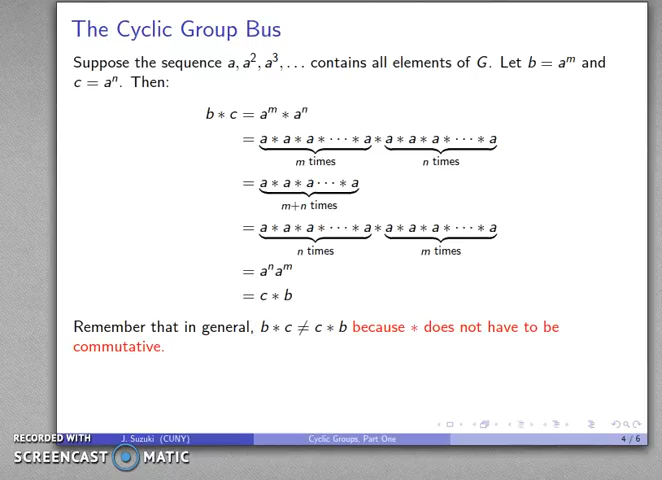 The Cyclic Group Bus
Suppose the sequence a, a², a³, . . . contains all elements of G. Let b = aᵐ and
c = aⁿ. Then:
b ∗ c = aᵐ ∗ aⁿ
= a ∗ a ∗ a ∗ · · · ∗ a ∗ a ∗ a ∗ a ∗ · · · ∗ a
m times n times
= a ∗ a ∗ a · · · ∗ a
m+n times
= a ∗ a ∗ a ∗ · · · ∗ a ∗ a ∗ a ∗ a ∗ · · · ∗ a
n times m times
= aⁿaᵐ
= c ∗ b
Remember that in general, b ∗ c ≠ c ∗ b because ∗ does not have to be
commutative.
J. Suzuki (CUNY) Cyclic Groups, Part One 4 / 6
RECORDED WITH
SCREENCAST MATIC